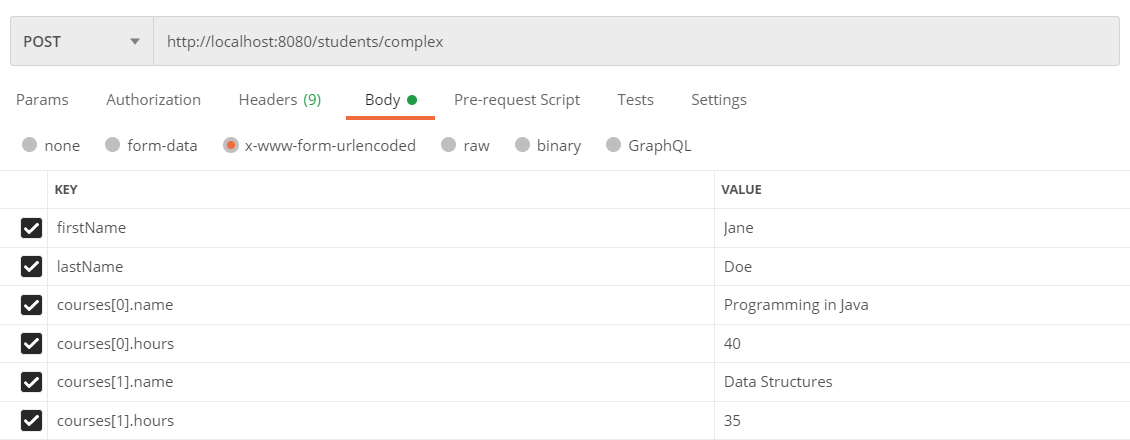 POST http://localhost:8080/students/complex
Params Authorization Headers (9) Body Pre-request Script Tests Settings
none form-data x-www-form-urlencoded raw binary GraphQL
KEY VALUE
firstName Jane
lastName Doe
courses[0].name Programming in Java
courses[0].hours 40
courses[1].name Data Structures
courses[1].hours 35